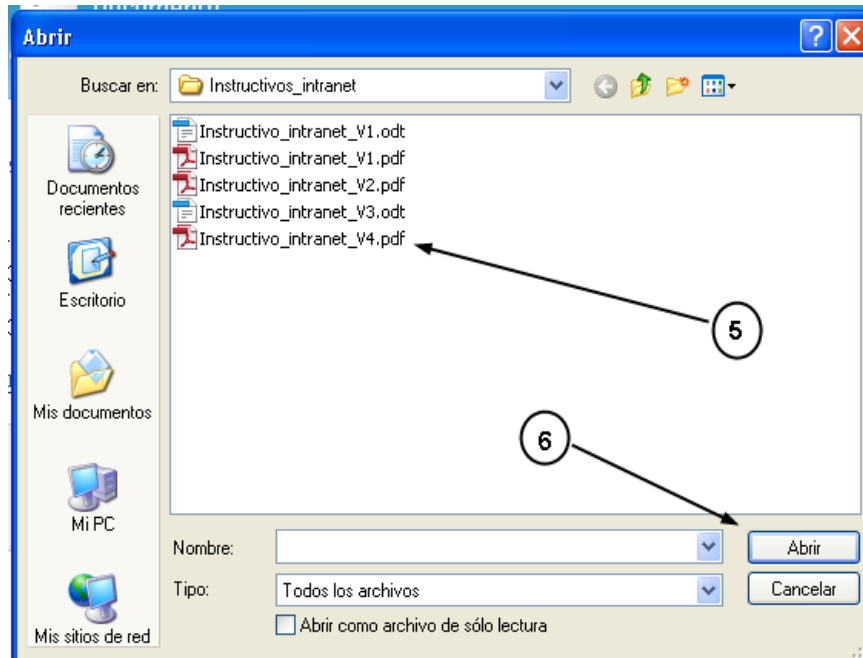 Documento
Abrir
Buscar en:
Instructivos_intranet
Instructivo_intranet_V1.odt
Instructivo_intranet_V1.pdf
Instructivo_intranet_V2.pdf
Instructivo_intranet_V3.odt
Instructivo_intranet_V4.pdf
Documentos
recientes
Escritorio
Mis documentos
Mi PC
Mis sitios de red
5
6
Nombre:
Abrir
Tipo:
Todos los archivos
Cancelar
Abrir como archivo de sólo lectura